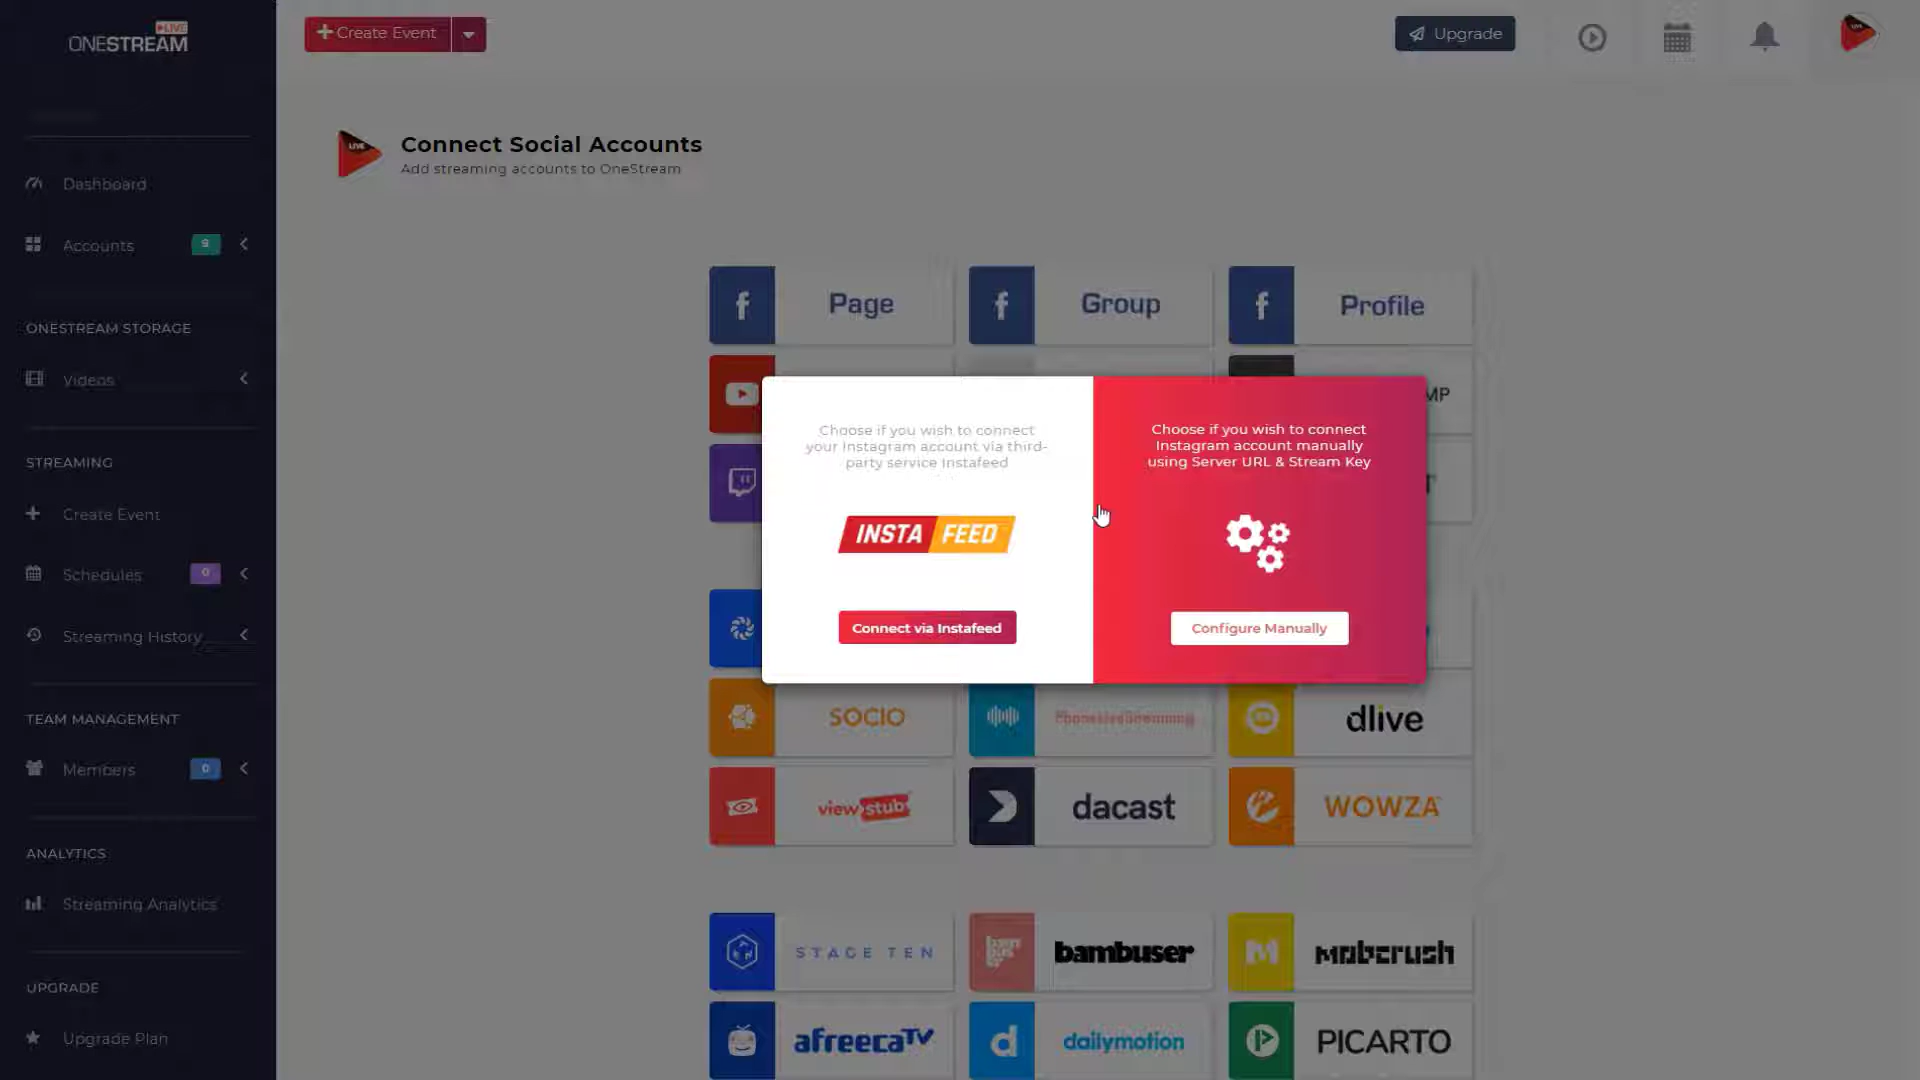 LIVE
ONESTREAM
Create Event
Upgrade
LIVE
Connect Social Accounts
Add streaming accounts to OneStream
Dashboard
Accounts 9
ONESTREAM STORAGE
Videos
STREAMING
Create Event
Schedules 0
Streaming History
TEAM MANAGEMENT
Members 0
ANALYTICS
Streaming Analytics
UPGRADE
Upgrade Plan
Page
Group
Profile
MP
Choose if you wish to connect
your Instagram account via third-
party service Instafeed
INSTA FEED
Connect via Instafeed
Choose if you wish to connect
Instagram account manually
using Server URL & Stream Key
Configure Manually
SOCIO
dlive
viewstub
dacast
WOWZA
STAGE TEN
bambuser
Mobcrush
afreecaTV
dailymotion
PICARTO